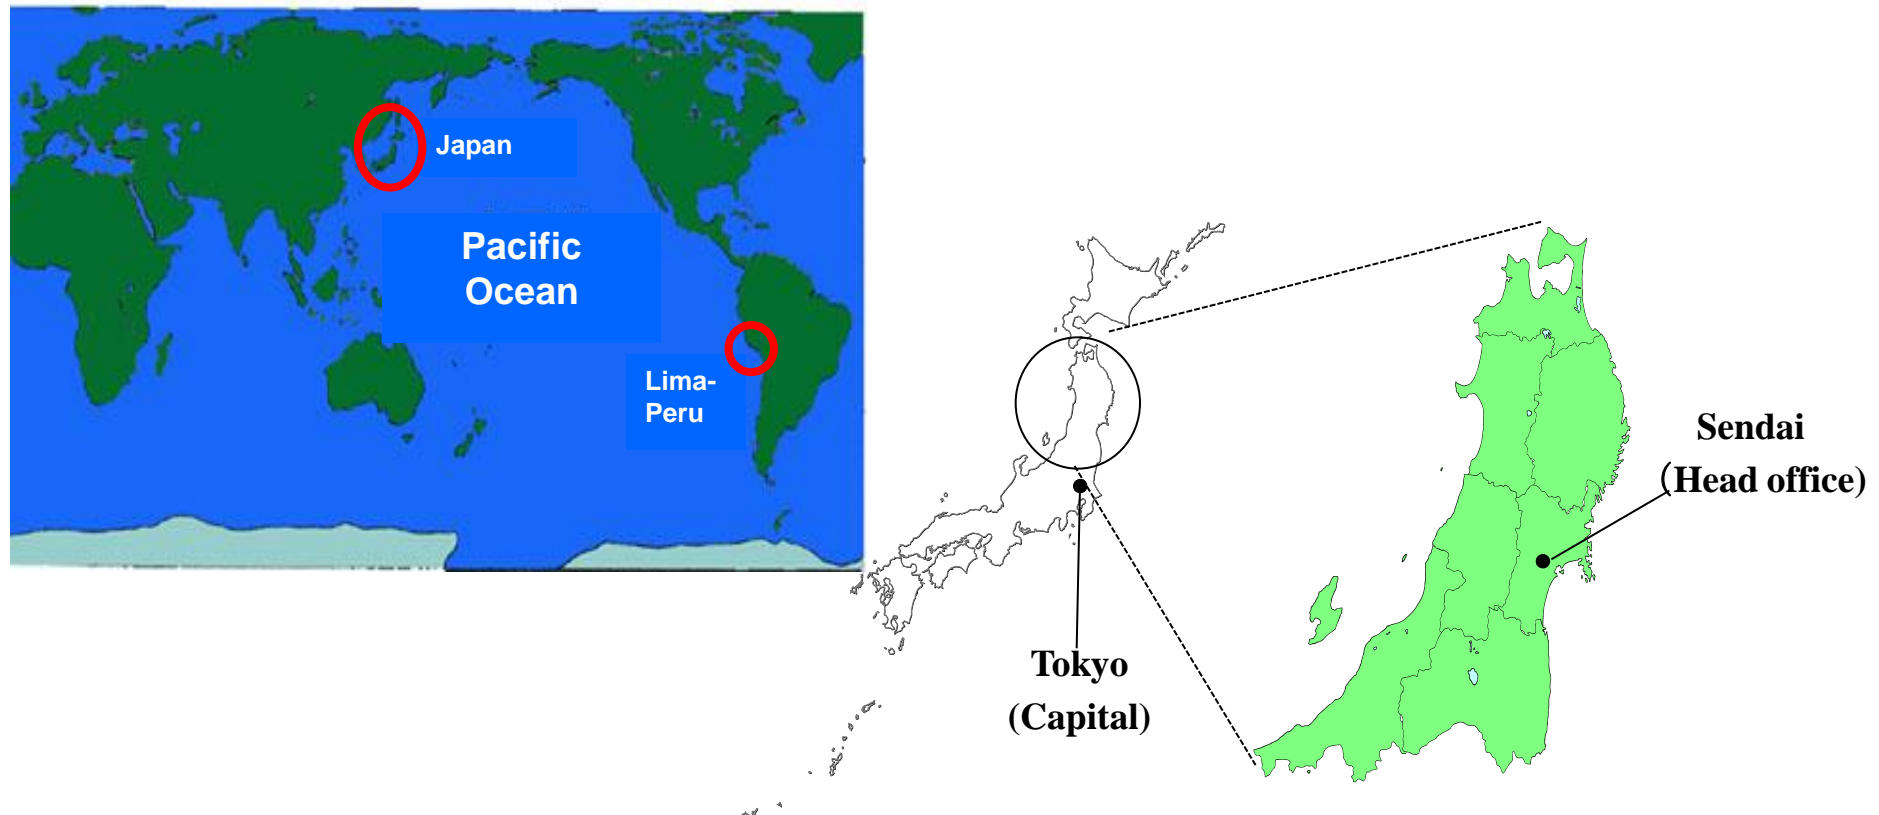 Japan
Pacific
Ocean
Lima-
Peru
Sendai
(Head office)
Tokyo
(Capital)